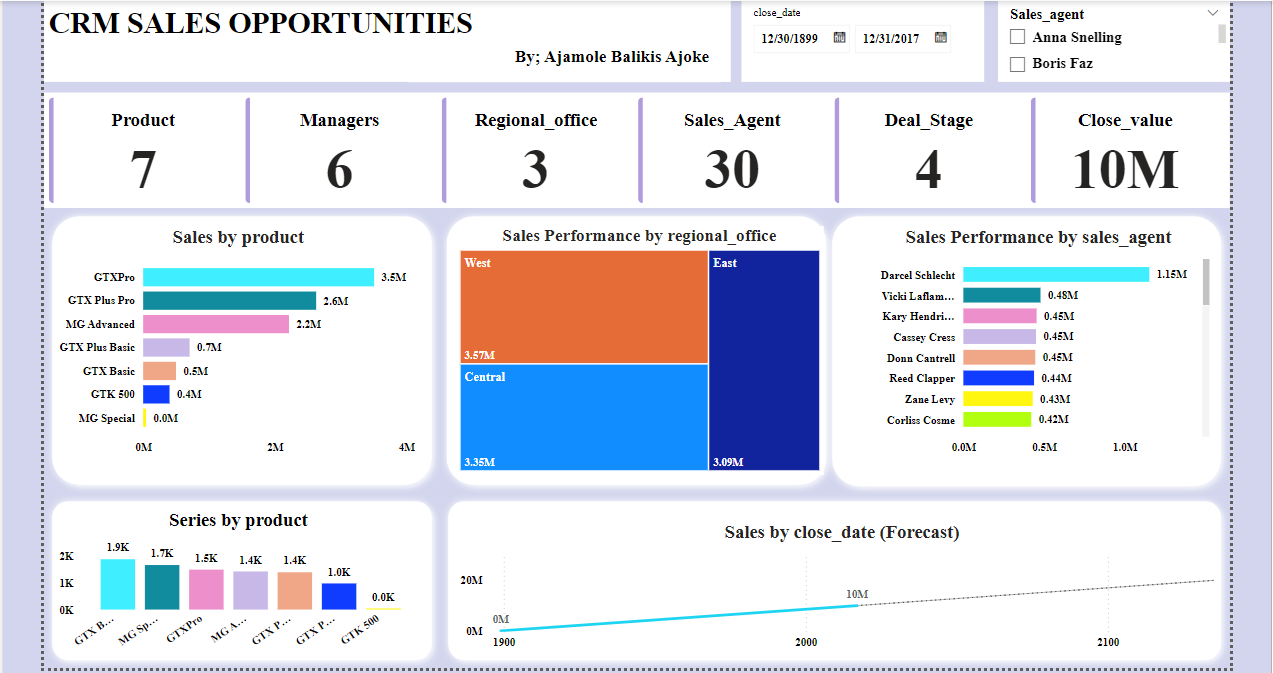 CRM SALES OPPORTUNITIES
By; Ajamole Balikis Ajoke
close_date
12/30/1899 12/31/2017
Sales_agent
Anna Snelling
Boris Faz
Product
7
Managers
6
Regional_office
3
Sales_Agent
30
Deal_Stage
4
Close_value
10M
Sales by product
GTXPro 3.5M
GTX Plus Pro 2.6M
MG Advanced 2.2M
GTX Plus Basic 0.7M
GTX Basic 0.5M
GTK 500 0.4M
MG Special 0.0M
0M 2M 4M
Sales Performance by regional_office
West
3.57M
Central
3.35M
East
3.09M
Sales Performance by sales_agent
Darcel Schlecht 1.15M
Vicki Laflam... 0.48M
Kary Hendri... 0.45M
Cassey Cress 0.45M
Donn Cantrell 0.45M
Reed Clapper 0.44M
Zane Levy 0.43M
Corliss Cosme 0.42M
0.0M 0.5M 1.0M
Series by product
2K
1K
0K
1.9K 1.7K 1.5K 1.4K 1.4K 1.0K 0.0K
GTX B... MG Sp... GTXPro MG A... GTX P... GTX P... GTK 500
Sales by close_date (Forecast)
20M
0M
0M 10M
1900 2000 2100